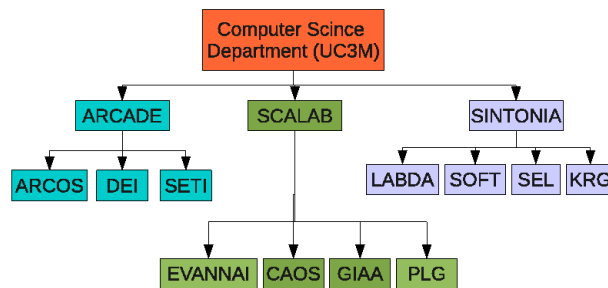 Computer Scince
Department (UC3M)
ARCADE
SCALAB
SINTONIA
ARCOS
DEI
SETI
LABDA
SOFT
SEL
KRG
EVANNAI
CAOS
GIAA
PLG